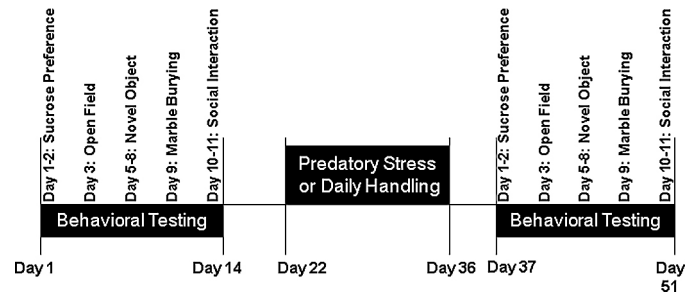 Day 1-2: Sucrose Preference
Day 3: Open Field
Day 5-8: Novel Object
Day 9: Marble Burying
Day 10-11: Social Interaction
Behavioral Testing
Day 1
Day 14
Predatory Stress
or Daily Handling
Day 22
Day 36
Day 1-2: Sucrose Preference
Day 3: Open Field
Day 5-8: Novel Object
Day 9: Marble Burying
Day 10-11: Social Interaction
Behavioral Testing
Day 37
Day
51